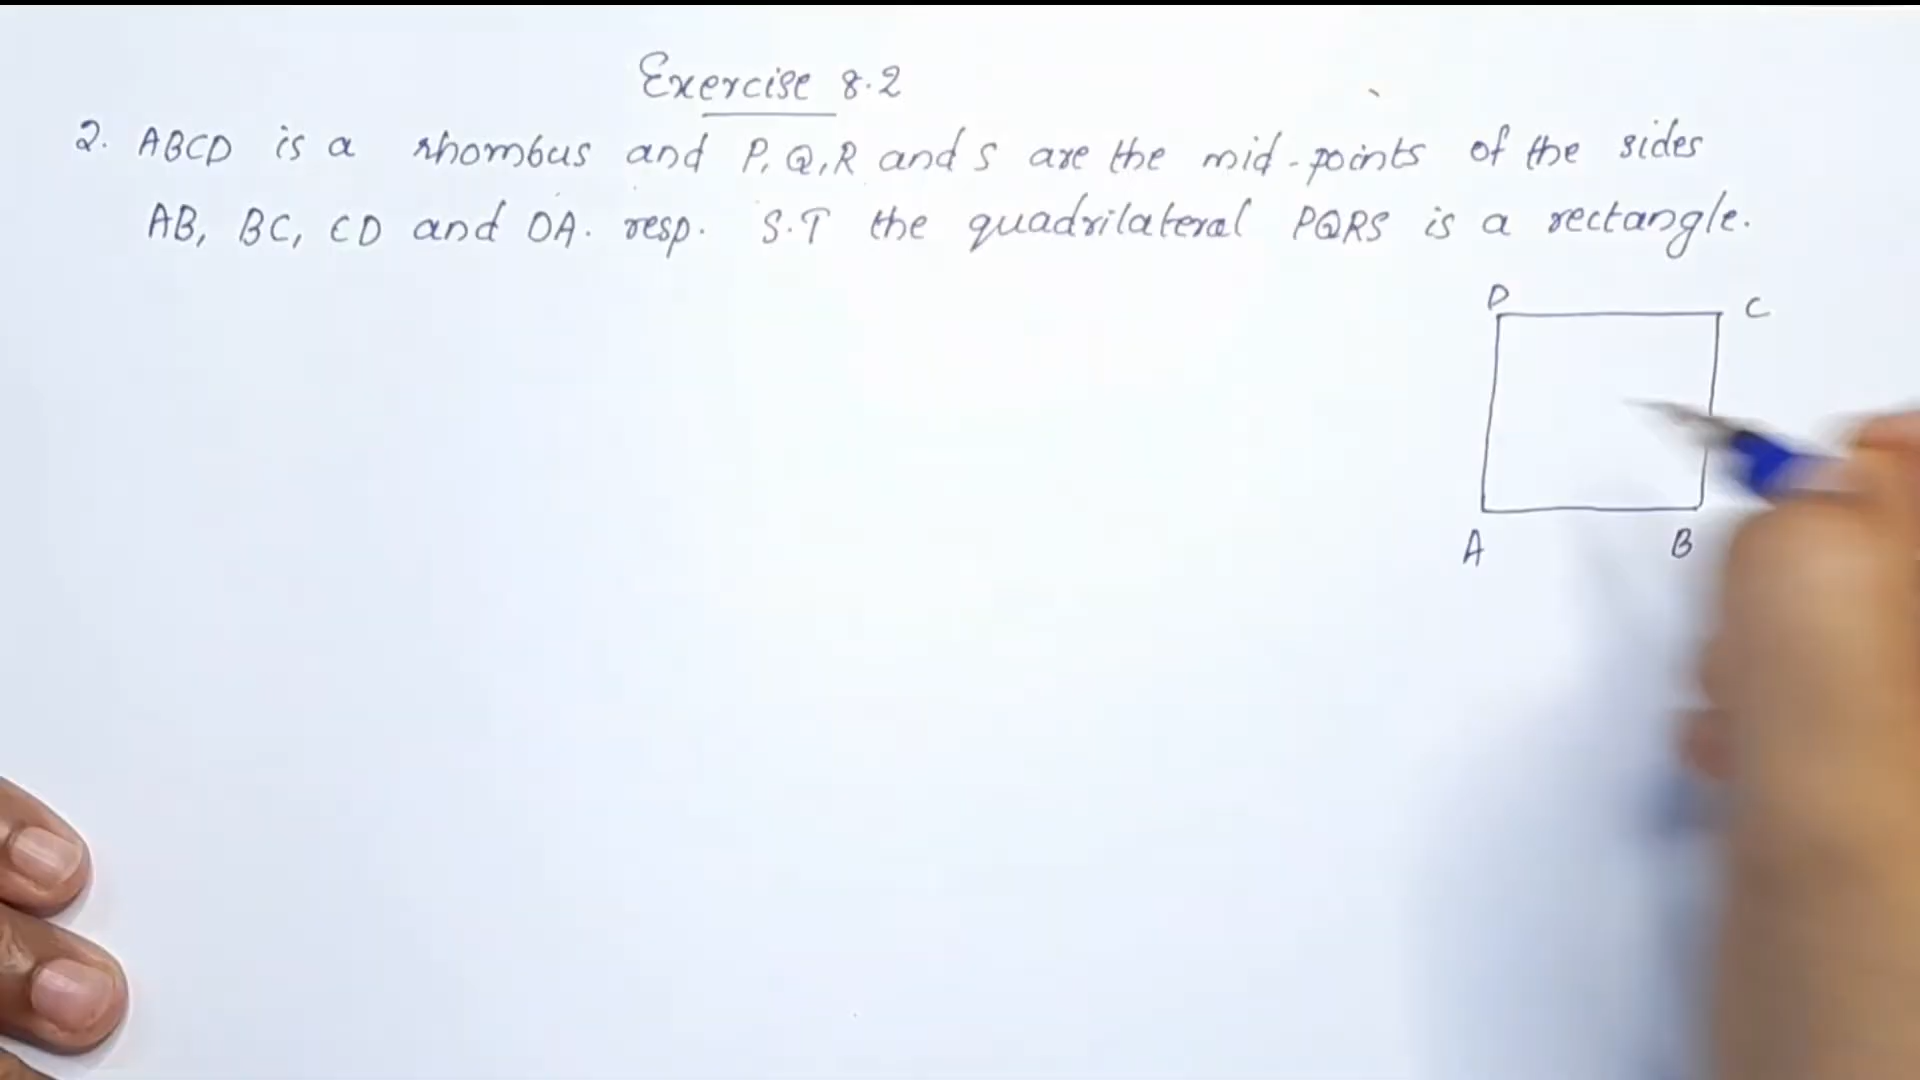 Exercise 8.2
2. ABCD is a rhombus and P, Q, R and S are the mid-points of the sides
AB, BC, CD and DA. resp. S.T the quadrilateral PQRS is a rectangle.
D
C
A
B